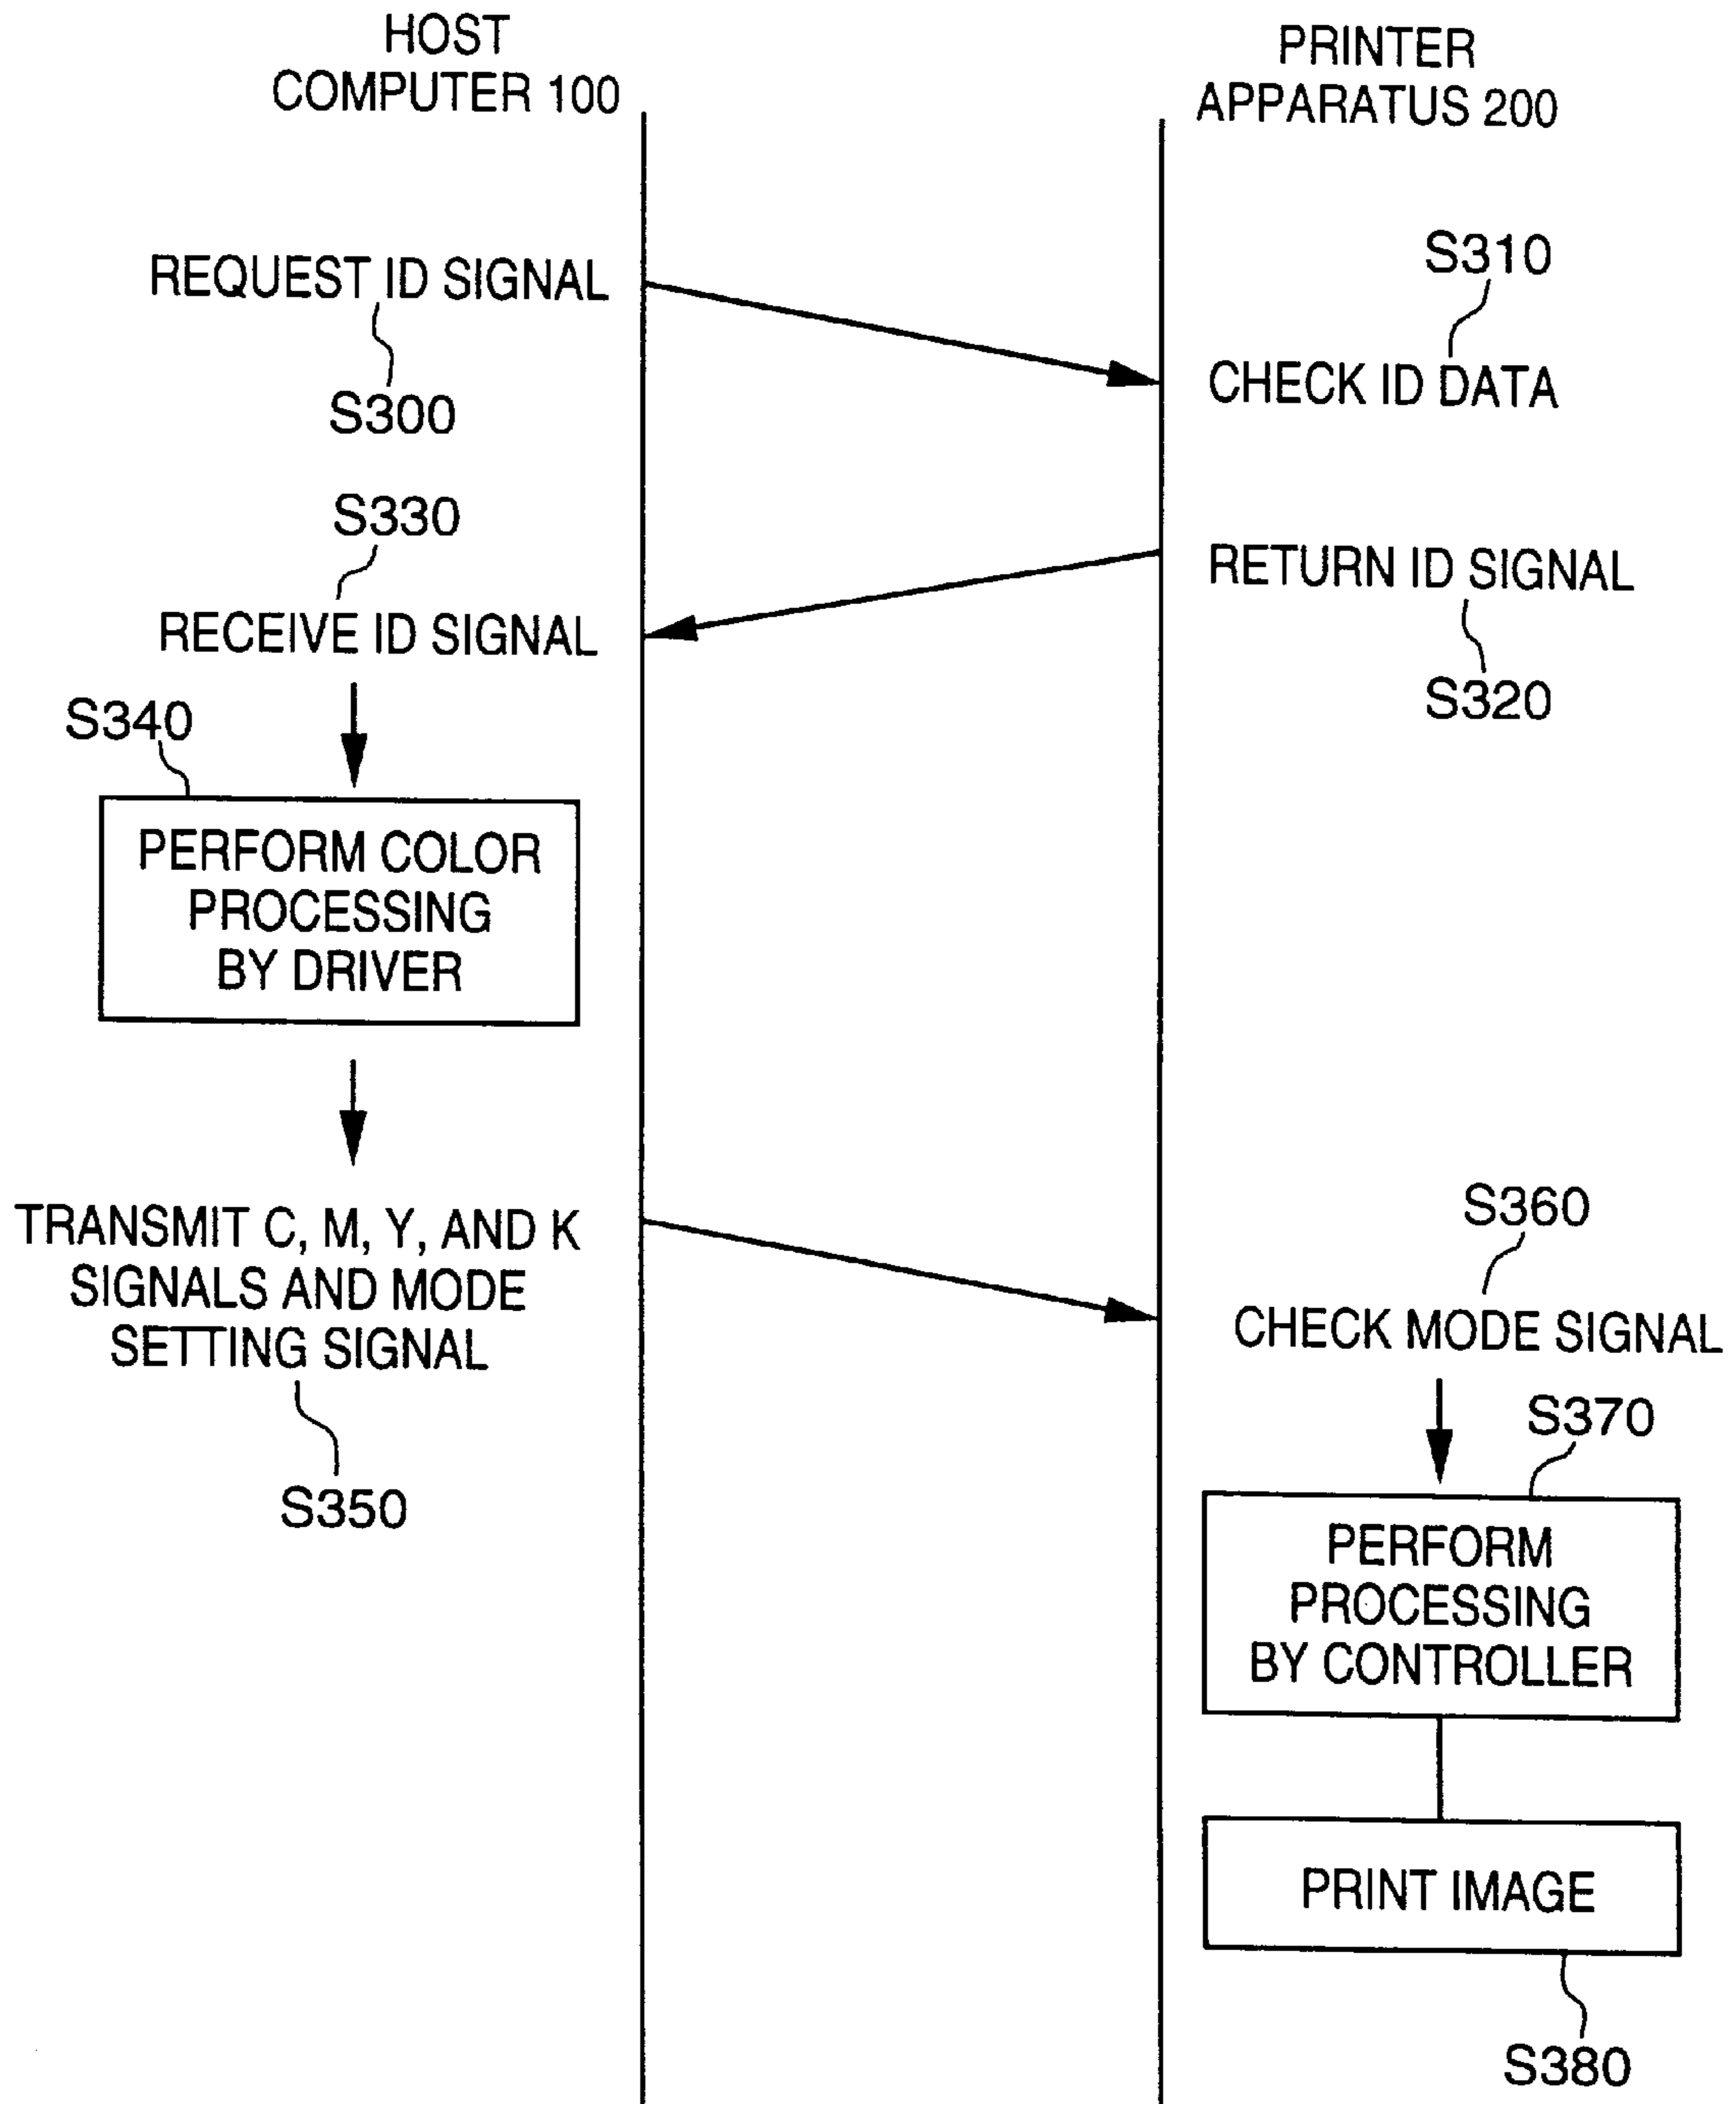 HOST
COMPUTER 100
PRINTER
APPARATUS 200
REQUEST ID SIGNAL
S300
S310
CHECK ID DATA
S330
RECEIVE ID SIGNAL
RETURN ID SIGNAL
S320
S340
PERFORM COLOR
PROCESSING
BY DRIVER
TRANSMIT C, M, Y, AND K
SIGNALS AND MODE
SETTING SIGNAL
S350
S360
CHECK MODE SIGNAL
S370
PERFORM
PROCESSING
BY CONTROLLER
PRINT IMAGE
S380